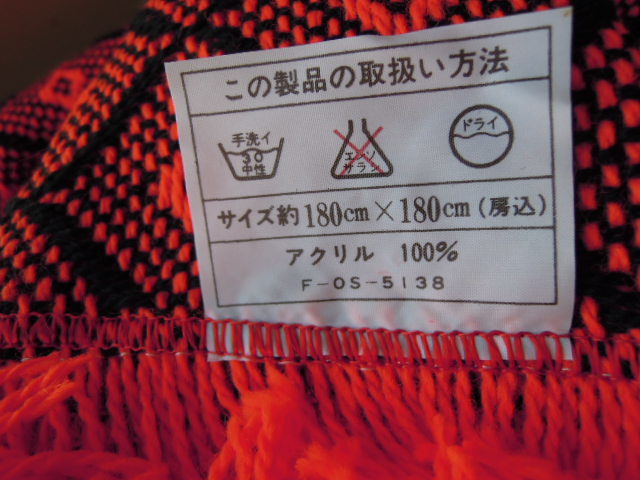 この製品の取扱い方法
手洗イ
30
中性
エンソ
サラシ
ドライ
サイズ約180cm×180cm(房込)
アクリル 100%
F-OS-5138